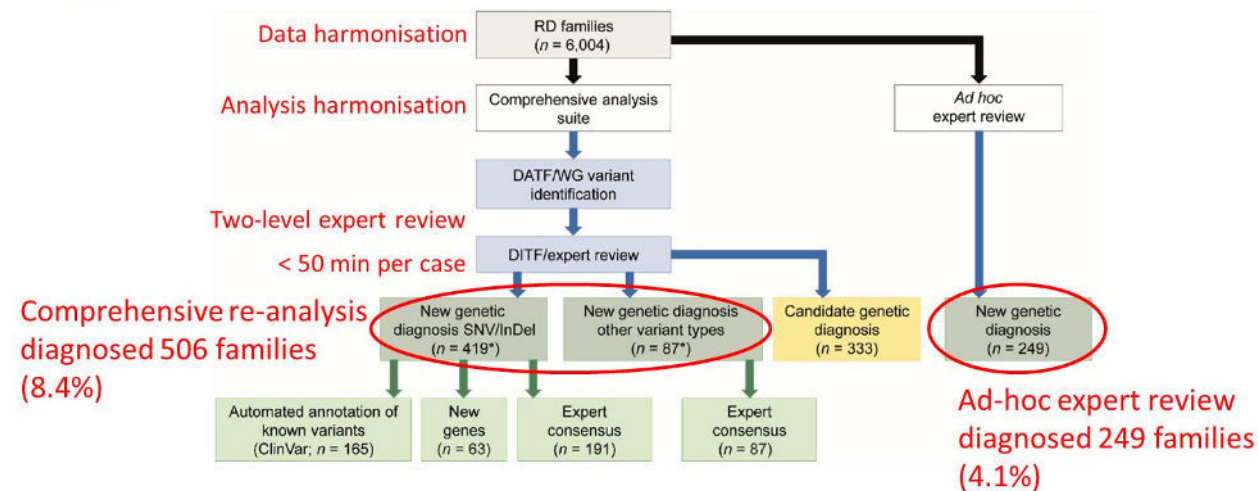 Data harmonisation
RD families
(n = 6,004)
Analysis harmonisation
Comprehensive analysis
suite
Ad hoc
expert review
DATF/WG variant
identification
Two-level expert review
< 50 min per case
DITF/expert review
Comprehensive re-analysis
diagnosed 506 families
(8.4%)
New genetic
diagnosis SNV/InDel
(n = 419*)
New genetic diagnosis
other variant types
(n = 87*)
Candidate genetic
diagnosis
(n = 333)
New genetic
diagnosis
(n = 249)
Automated annotation of
known variants
(ClinVar; n = 165)
New
genes
(n = 63)
Expert
consensus
(n = 191)
Expert
consensus
(n = 87)
Ad-hoc expert review
diagnosed 249 families
(4.1%)